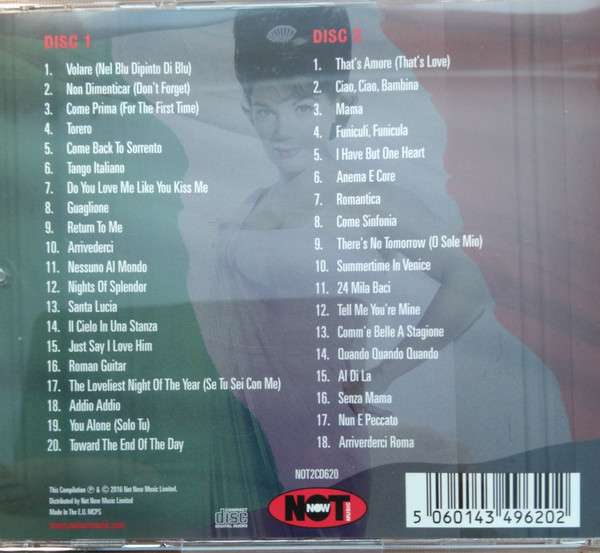 DISC 1
1. Volare (Nel Blu Dipinto Di Blu)
2. Non Dimenticar (Don't Forget)
3. Come Prima (For The First Time)
4. Torero
5. Come Back To Sorrento
6. Tango Italiano
7. Do You Love Me Like You Kiss Me
8. Guaglione
9. Return To Me
10. Arrivederci
11. Nessuno Al Mondo
12. Nights Of Splendor
13. Santa Lucia
14. Il Cielo In Una Stanza
15. Just Say I Love Him
16. Roman Guitar
17. The Loveliest Night Of The Year (Se Tu Sei Con Me)
18. Addio Addio
19. You Alone (Solo Tu)
20. Toward The End Of The Day
DISC 2
1. That's Amore (That's Love)
2. Ciao, Ciao, Bambina
3. Mama
4. Funiculi, Funicula
5. I Have But One Heart
6. Anema E Core
7. Romantica
8. Come Sinfonia
9. There's No Tomorrow (O Sole Mio)
10. Summertime In Venice
11. 24 Mila Baci
12. Tell Me You're Mine
13. Comm'e Belle A Stagione
14. Quando Quando Quando
15. Al Di La
16. Senza Mama
17. Nun E Peccato
18. Arriverderci Roma
This Compilation ℗ & © 2016 Not Now Music Limited.
Distributed by Not Now Music Limited
Made In The E.U. MCPS
COMPACT
disc
DIGITAL AUDIO
NOT2CD620
NOT NOW MUSIC
5 060143 496202